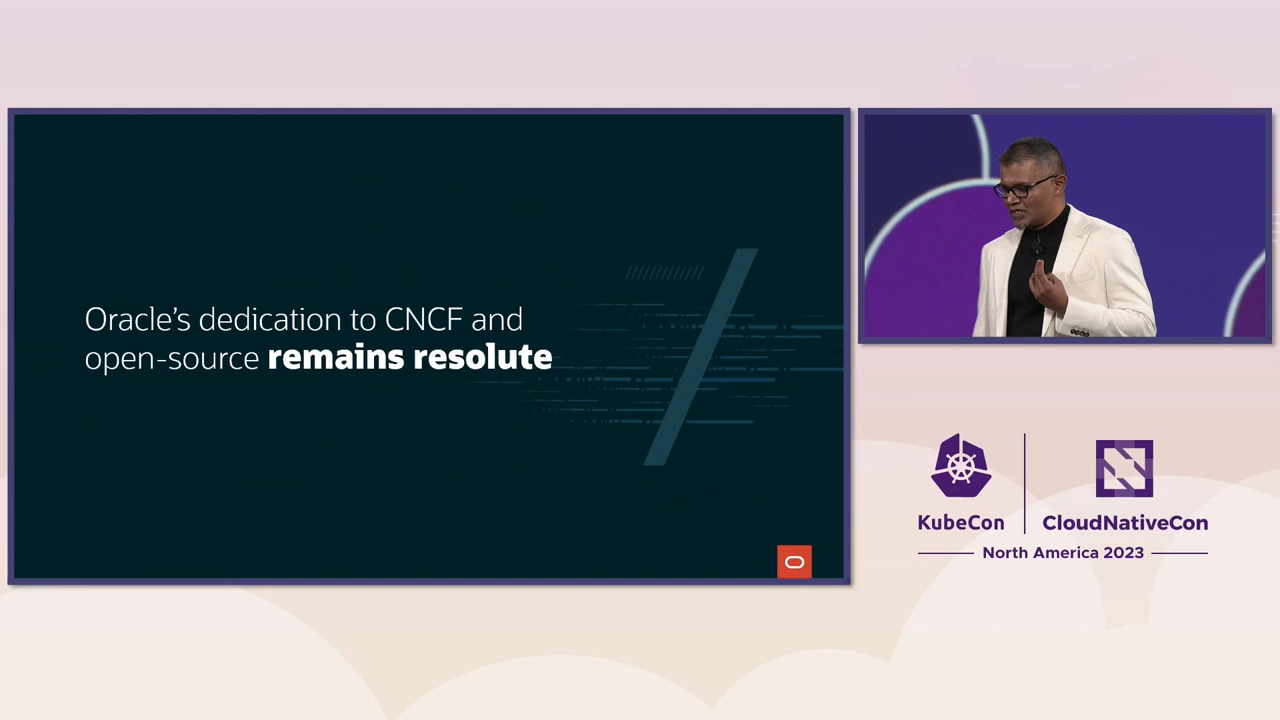 Oracle’s dedication to CNCF and
open-source remains resolute
KubeCon
CloudNativeCon
North America 2023